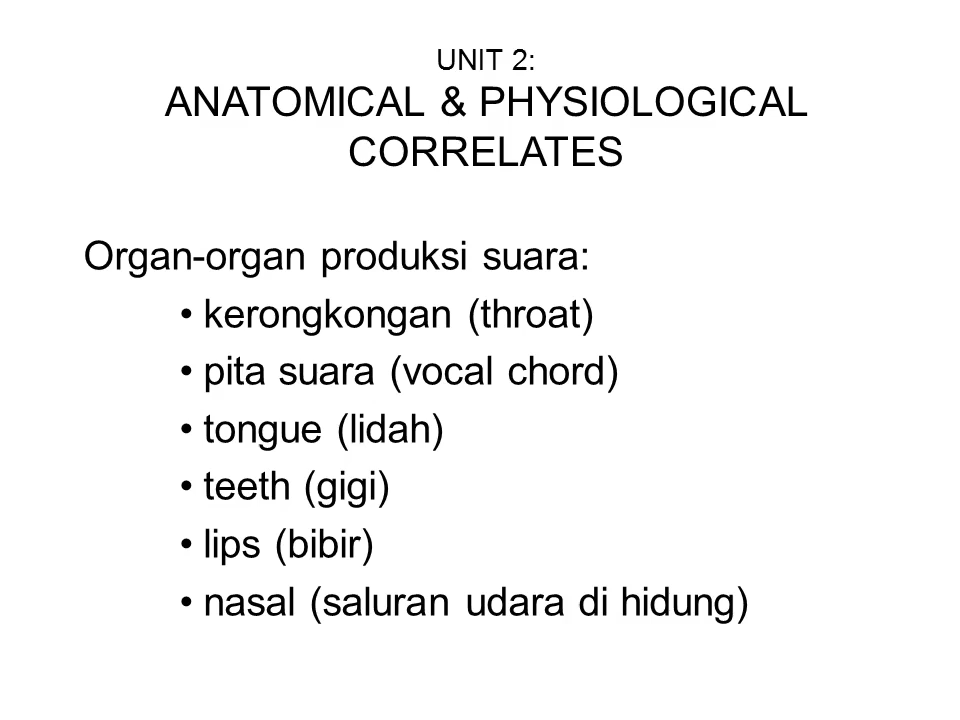 UNIT 2:
ANATOMICAL & PHYSIOLOGICAL
CORRELATES
Organ-organ produksi suara:
• kerongkongan (throat)
• pita suara (vocal chord)
• tongue (lidah)
• teeth (gigi)
• lips (bibir)
• nasal (saluran udara di hidung)